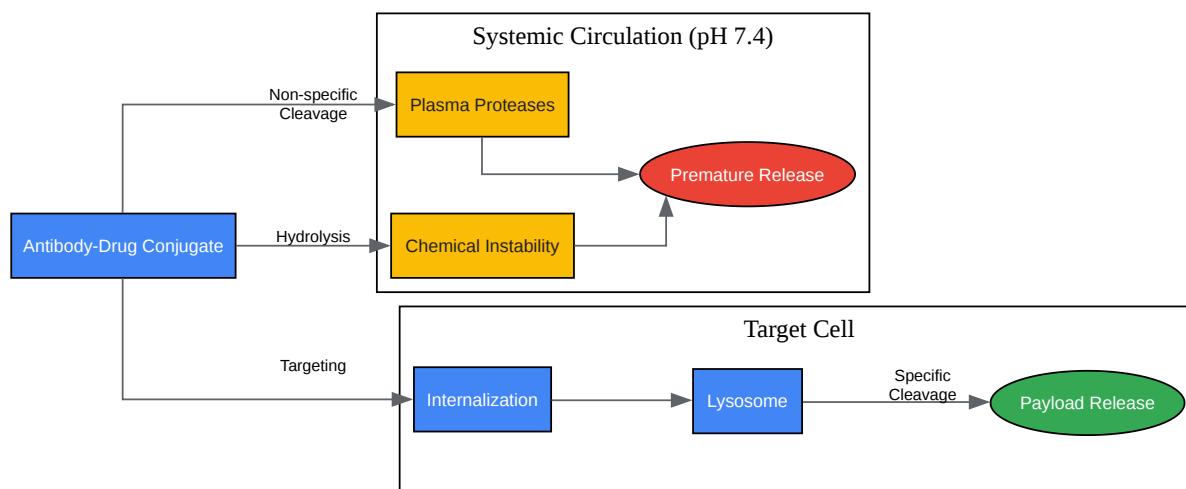 Systemic Circulation (pH 7.4)
Non-specific
Cleavage
Plasma Proteases
Premature Release
Antibody-Drug Conjugate
Hydrolysis
Chemical Instability
Target Cell
Targeting
Internalization
Lysosome
Specific
Cleavage
Payload Release